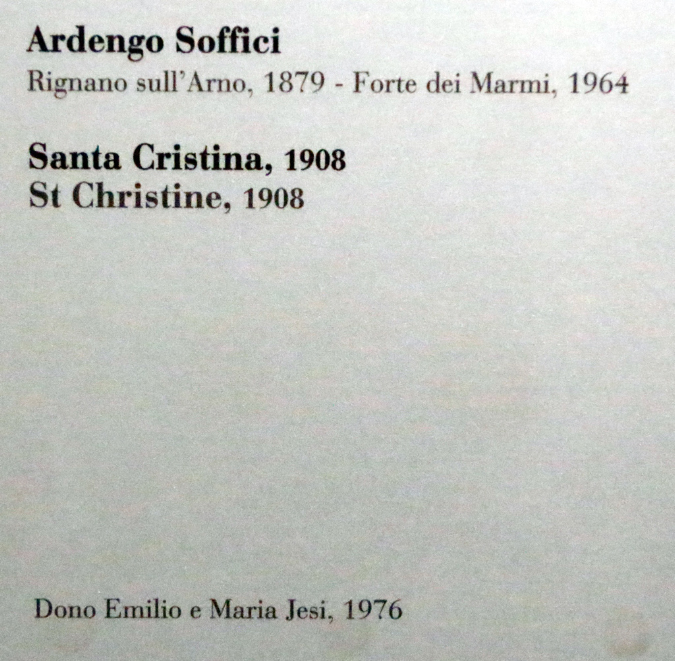 Ardengo Soffici
Rignano sull'Arno, 1879 - Forte dei Marmi, 1964
Santa Cristina, 1908
St Christine, 1908
Dono Emilio e Maria Jesi, 1976